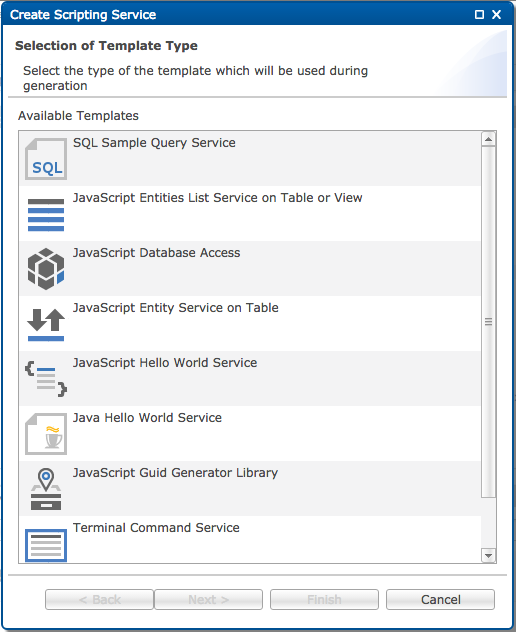 Create Scripting Service
Selection of Template Type
Select the type of the template which will be used during
generation
Available Templates
SQL Sample Query Service
SQL
JavaScript Entities List Service on Table or View
JavaScript Database Access
JavaScript Entity Service on Table
JavaScript Hello World Service
{ }
Java Hello World Service
JavaScript Guid Generator Library
Terminal Command Service
< Back
Next >
Finish
Cancel